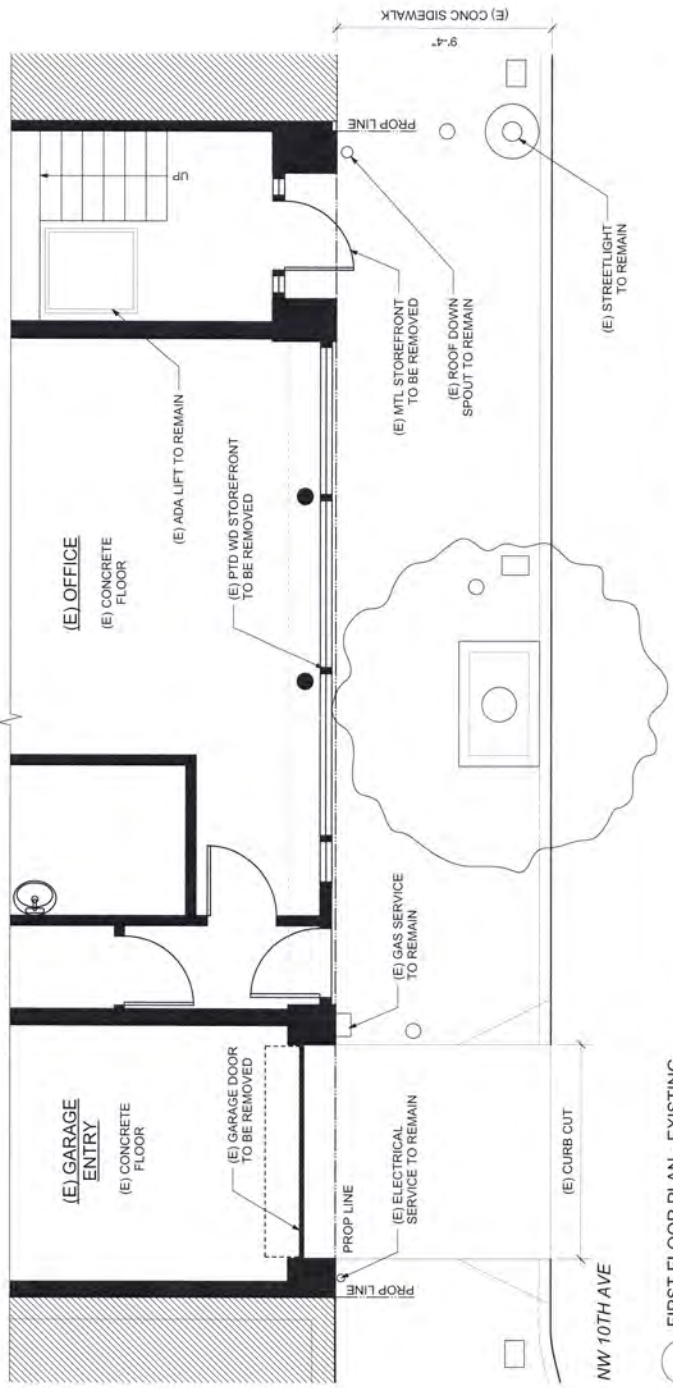 (E) GARAGE
ENTRY
(E) CONCRETE
FLOOR
(E) GARAGE DOOR
TO BE REMOVED
PROP LINE
PROP LINE
(E) ELECTRICAL
SERVICE TO REMAIN
(E) CURB CUT
NW 10TH AVE
(E) GAS SERVICE
TO REMAIN
(E) OFFICE
(E) CONCRETE
FLOOR
(E) ADA LIFT TO REMAIN
(E) PTD WD STOREFRONT
TO BE REMOVED
UP
(E) MTL STOREFRONT
TO BE REMOVED
PROP LINE
(E) ROOF DOWN
SPOUT TO REMAIN
(E) STREETLIGHT
TO REMAIN
9'-4"
(E) CONC SIDEWALK
FIRST FLOOR PLAN - EXISTING